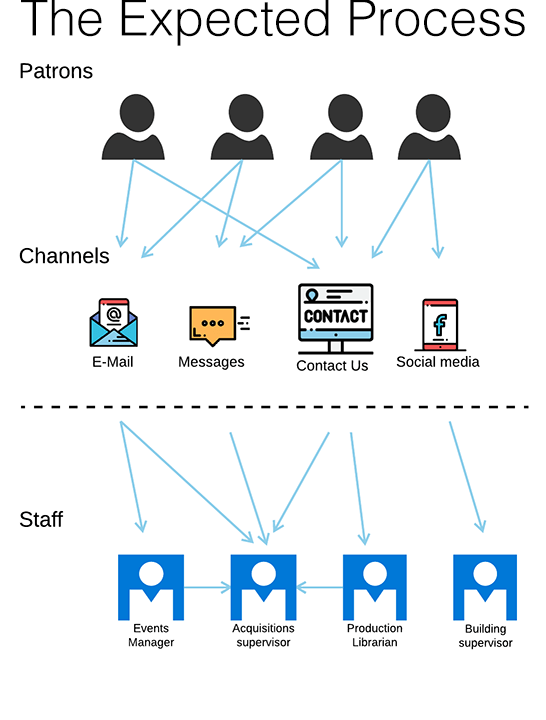 The Expected Process
Patrons
Channels
@
CONTACT
f
E-Mail
Messages
Contact Us
Social media
Staff
Events
Manager
Acquisitions
supervisor
Production
Librarian
Building
supervisor